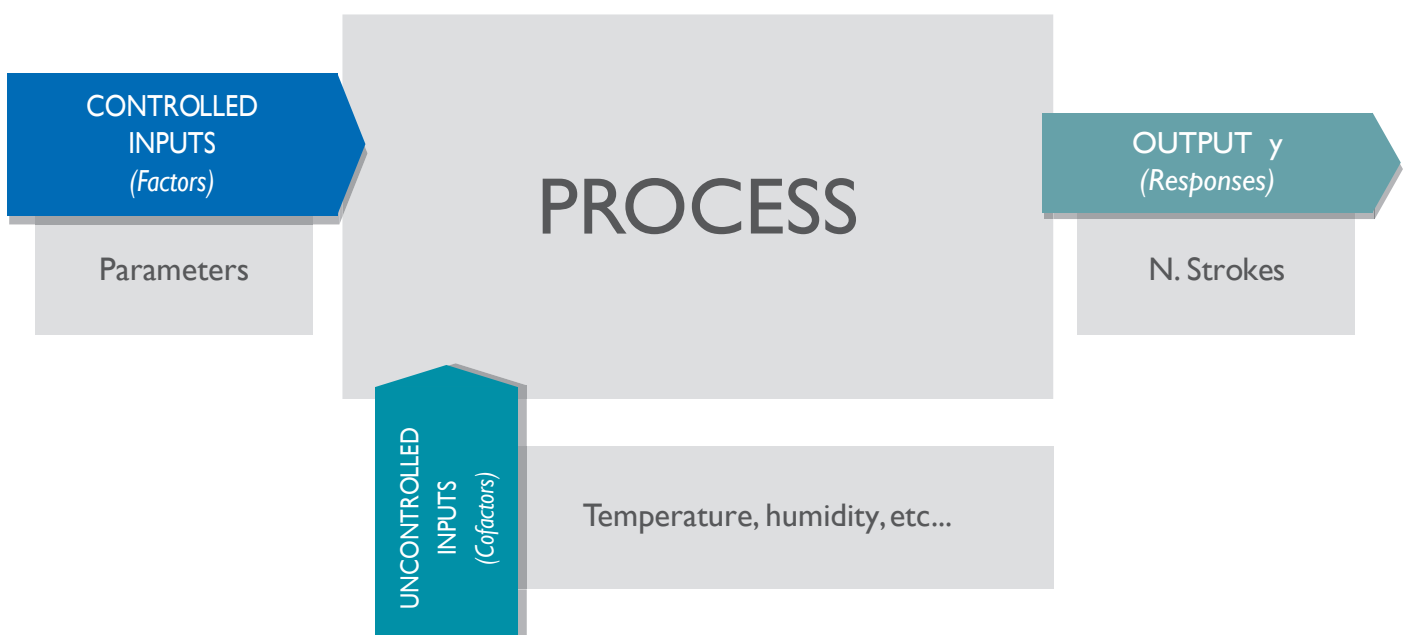 CONTROLLED
INPUTS
(Factors)
Parameters
PROCESS
OUTPUT y
(Responses)
N. Strokes
UNCONTROLLED
INPUTS
(Cofactors)
Temperature, humidity, etc...